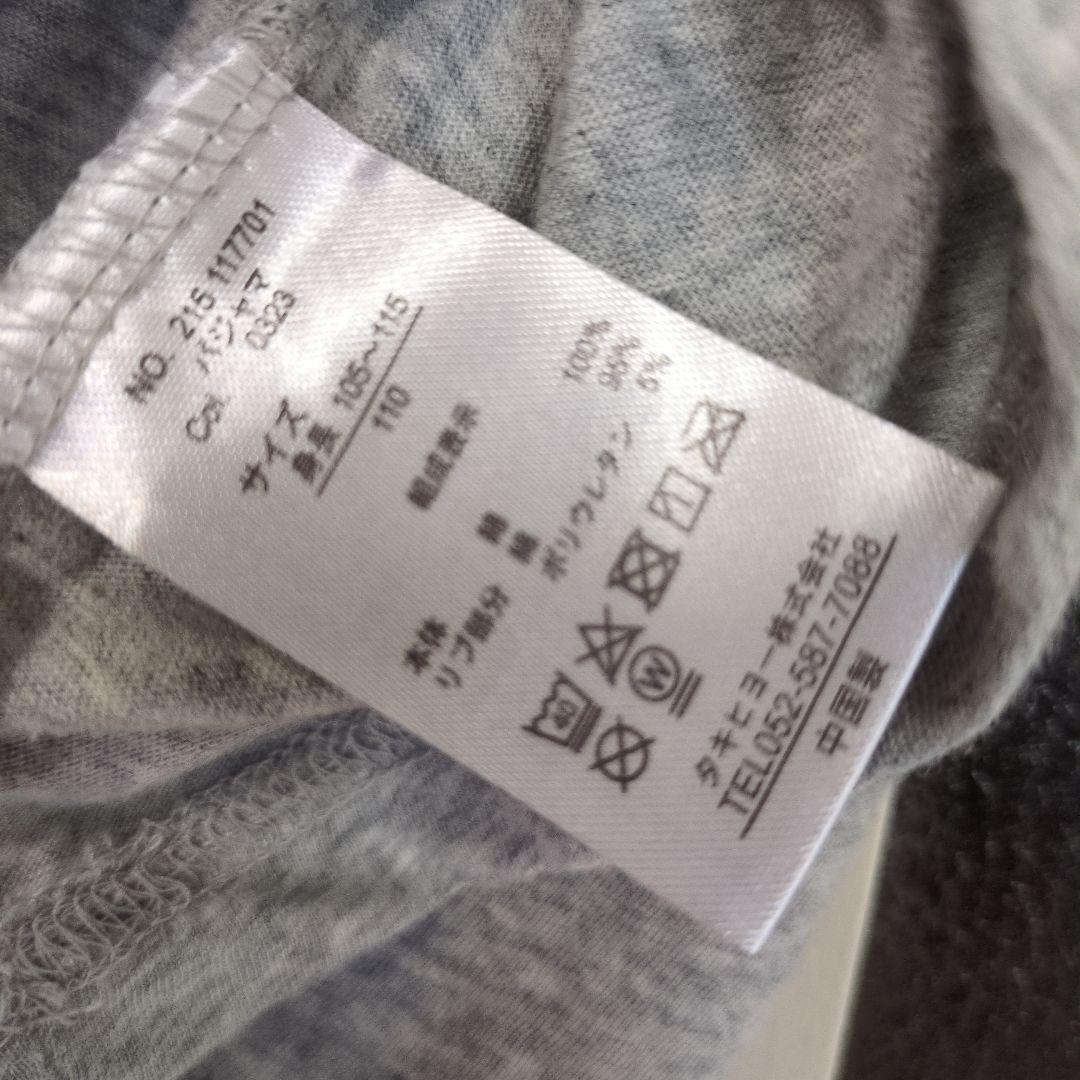 NO. 215 117701
パジャマ
Col. 0323
サイズ
身長 105~115
110
組成表示
本体 綿 100%
リブ部分 綿 95%
ポリウレタン 5%
40
W
タキヒヨー株式会社
TEL052-587-7088
中国製